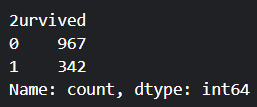 2urvived
0    967
1    342
Name: count, dtype: int64